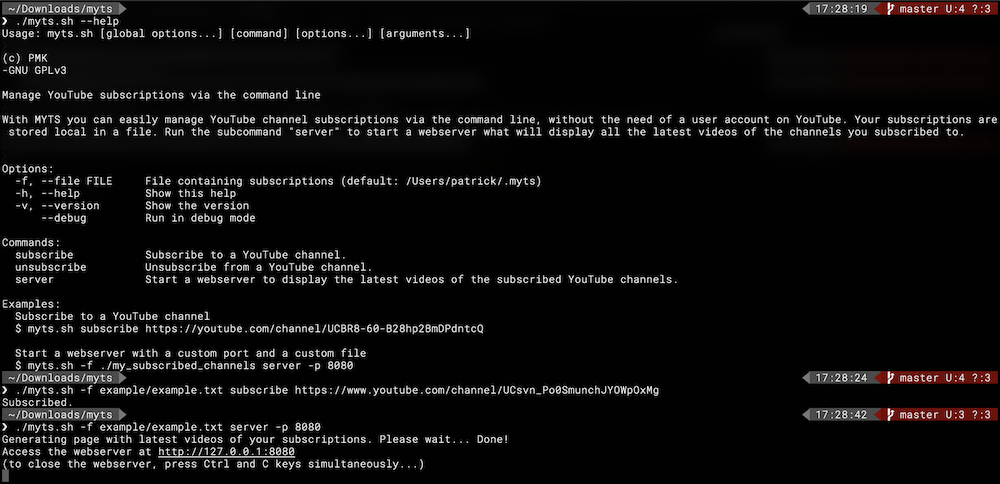 ~/Downloads/myts 17:28:19 master U:4 ?:3
❯ ./myts.sh --help
Usage: myts.sh [global options...] [command] [options...] [arguments...]
(c) PMK
-GNU GPLv3
Manage YouTube subscriptions via the command line
With MYTS you can easily manage YouTube channel subscriptions via the command line, without the need of a user account on YouTube. Your subscriptions are
stored local in a file. Run the subcommand "server" to start a webserver what will display all the latest videos of the channels you subscribed to.
Options:
-f, --file FILE File containing subscriptions (default: /Users/patrick/.myts)
-h, --help Show this help
-v, --version Show the version
--debug Run in debug mode
Commands:
subscribe Subscribe to a YouTube channel.
unsubscribe Unsubscribe from a YouTube channel.
server Start a webserver to display the latest videos of the subscribed YouTube channels.
Examples:
Subscribe to a YouTube channel
$ myts.sh subscribe https://youtube.com/channel/UCBR8-60-B28hp2BmDPdntcQ
Start a webserver with a custom port and a custom file
$ myts.sh -f ./my_subscribed_channels server -p 8080
~/Downloads/myts 17:28:24 master U:4 ?:3
❯ ./myts.sh -f example/example.txt subscribe https://www.youtube.com/channel/UCsvn_Po0SmunchJYOWpOxMg
Subscribed.
~/Downloads/myts 17:28:42 master U:3 ?:3
❯ ./myts.sh -f example/example.txt server -p 8080
Generating page with latest videos of your subscriptions. Please wait... Done!
Access the webserver at http://127.0.0.1:8080
(to close the webserver, press Ctrl and C keys simultaneously...)